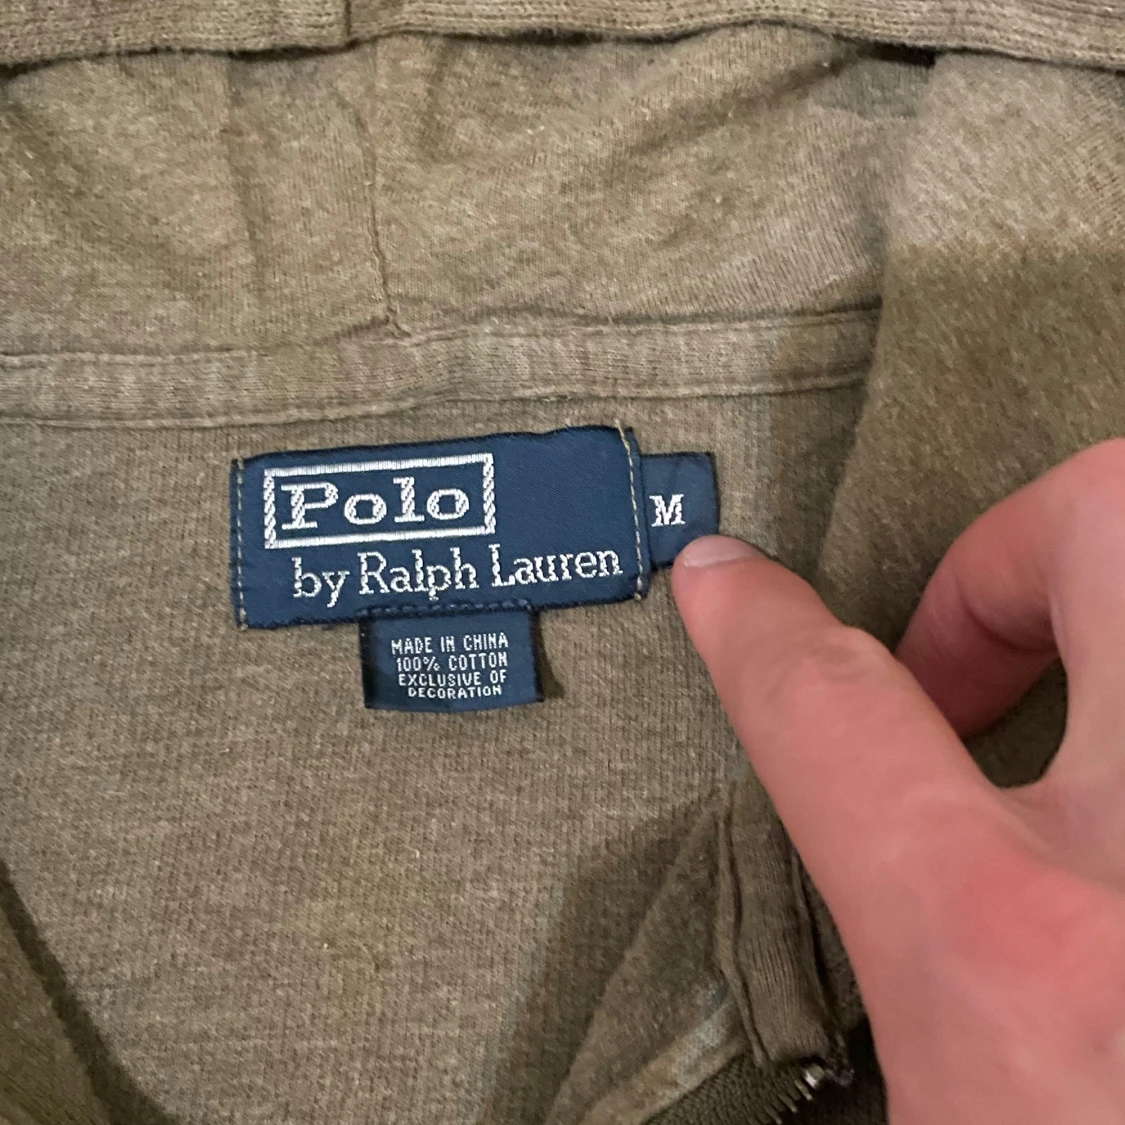 Polo
by Ralph Lauren
M
MADE IN CHINA
100% COTTON
EXCLUSIVE OF
DECORATION